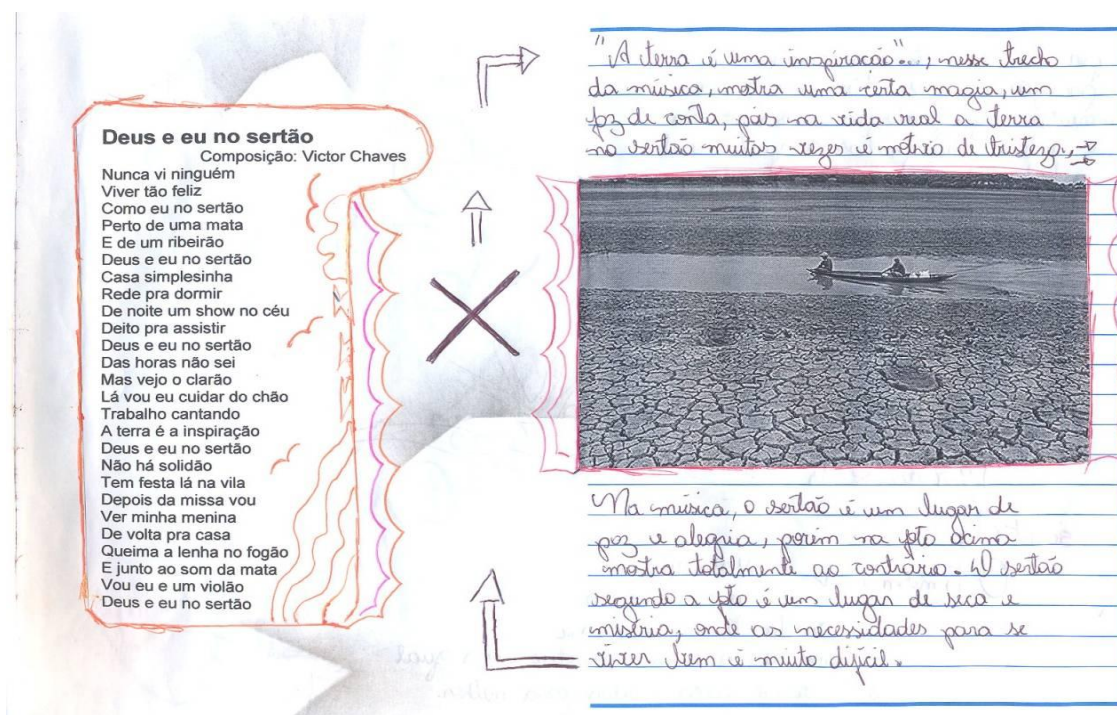 Deus e eu no sertão
Composição: Victor Chaves
Nunca vi ninguém
Viver tão feliz
Como eu no sertão
Perto de uma mata
E de um ribeirão
Deus e eu no sertão
Casa simplesinha
Rede pra dormir
De noite um show no céu
Deito pra assistir
Deus e eu no sertão
Das horas não sei
Mas vejo o clarão
Lá vou eu cuidar do chão
Trabalho cantando
A terra é a inspiração
Deus e eu no sertão
Não há solidão
Tem festa lá na vila
Depois da missa vou
Ver minha menina
De volta pra casa
Queima a lenha no fogão
E junto ao som da mata
Vou eu e um violão
Deus e eu no sertão
"A terra é uma inspiração"..., nesse trecho
da música, mostra uma certa magia, um
faz de conta, pois na vida real a terra
no sertão muitas vezes é motivo de tristeza,
Na música, o sertão é um lugar de
paz e alegria, porém na foto acima
mostra totalmente ao contrário. O sertão
segundo a foto é um lugar de seca e
miséria, onde as necessidades para se
viver bem é muito difícil.